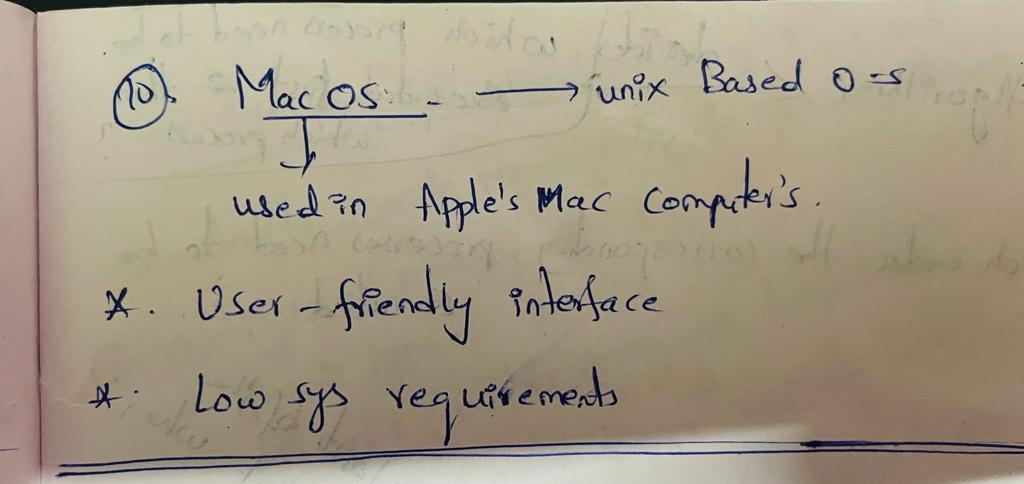 10. Mac OS. - → unix Based O-s
used in Apple's Mac Computer's.
*. User-friendly interface
*. Low sys requirements